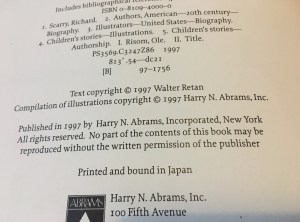 Includes bibliographical
ISBN 0-8109-4000-0
1. Scarry, Richard. 2. Authors, American—20th century—
Biography. 3. Illustrators—United States—Biography.
4. Children's stories—Illustrations. 5. Children's stories—
Authorship. I. Risom, Ole. II. Title.
PS3569.C3247Z86 1997
813'.54—dc21
[B] 97-1756
Text copyright © 1997 Walter Retan
Compilation of illustrations copyright © 1997 Harry N. Abrams, Inc.
Published in 1997 by Harry N. Abrams, Incorporated, New York
All rights reserved. No part of the contents of this book may be
reproduced without the written permission of the publisher
Printed and bound in Japan
ABRAMS
Harry N. Abrams, Inc.
100 Fifth Avenue